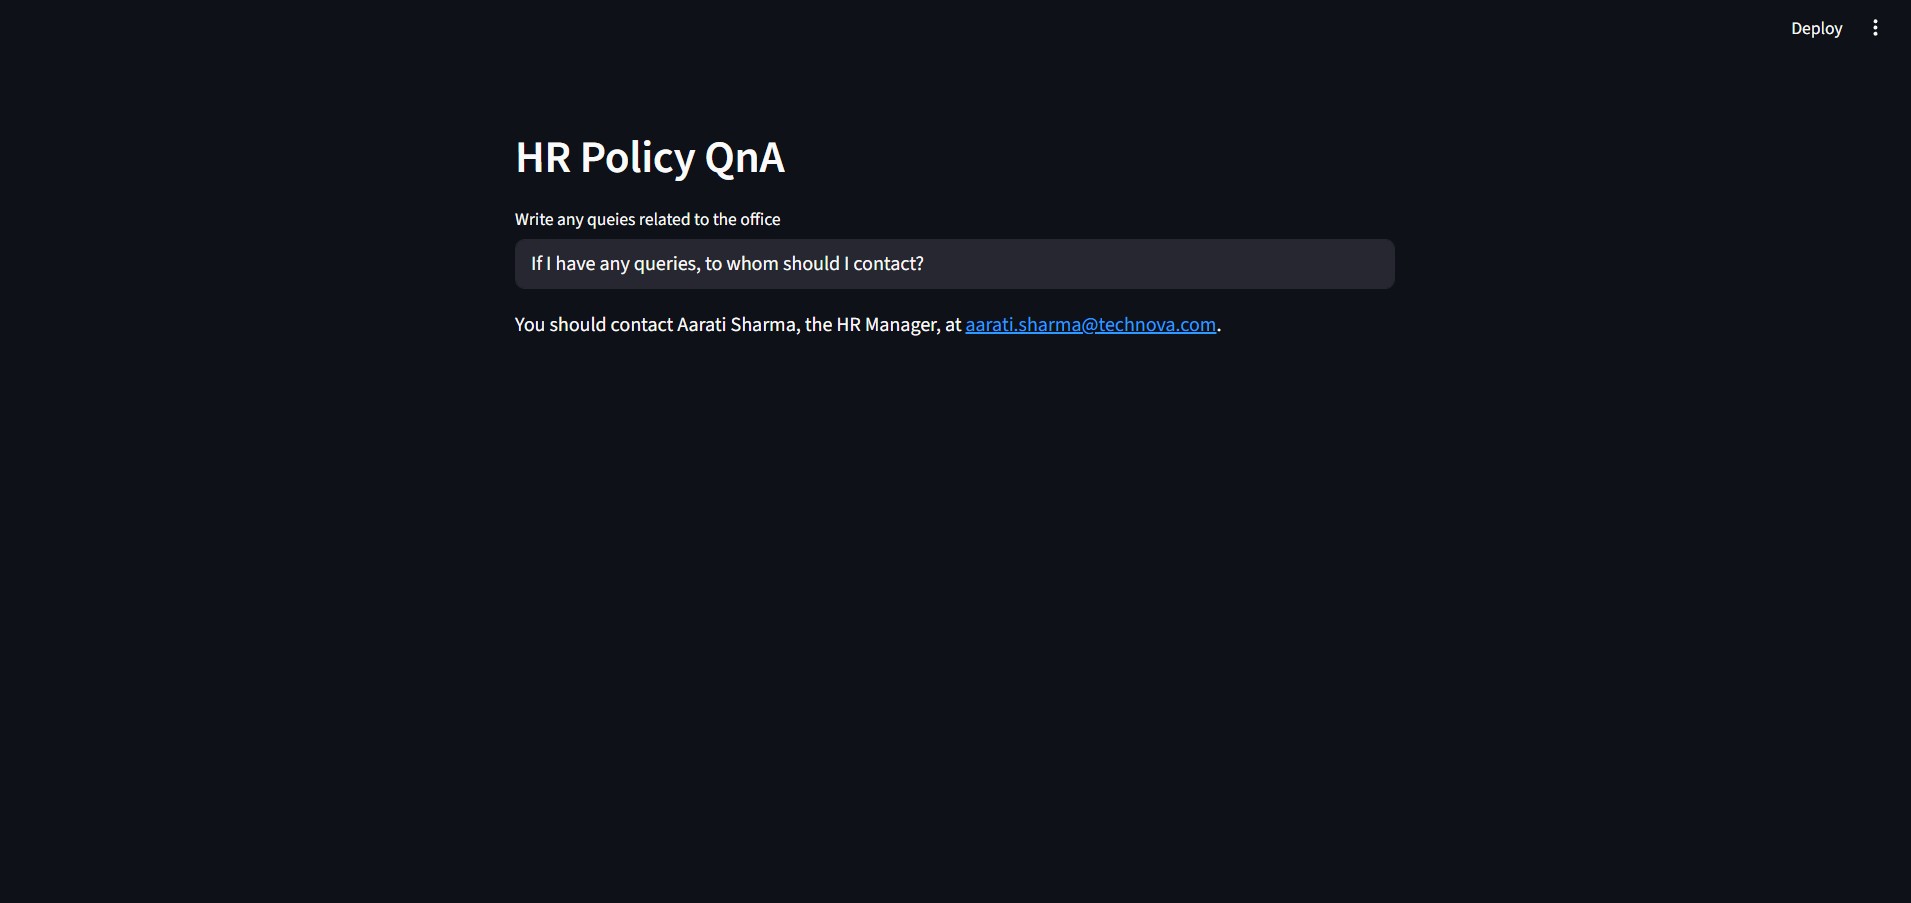 Deploy
HR Policy QnA
Write any queies related to the office
If I have any queries, to whom should I contact?
You should contact Aarati Sharma, the HR Manager, at aarati.sharma@technova.com.